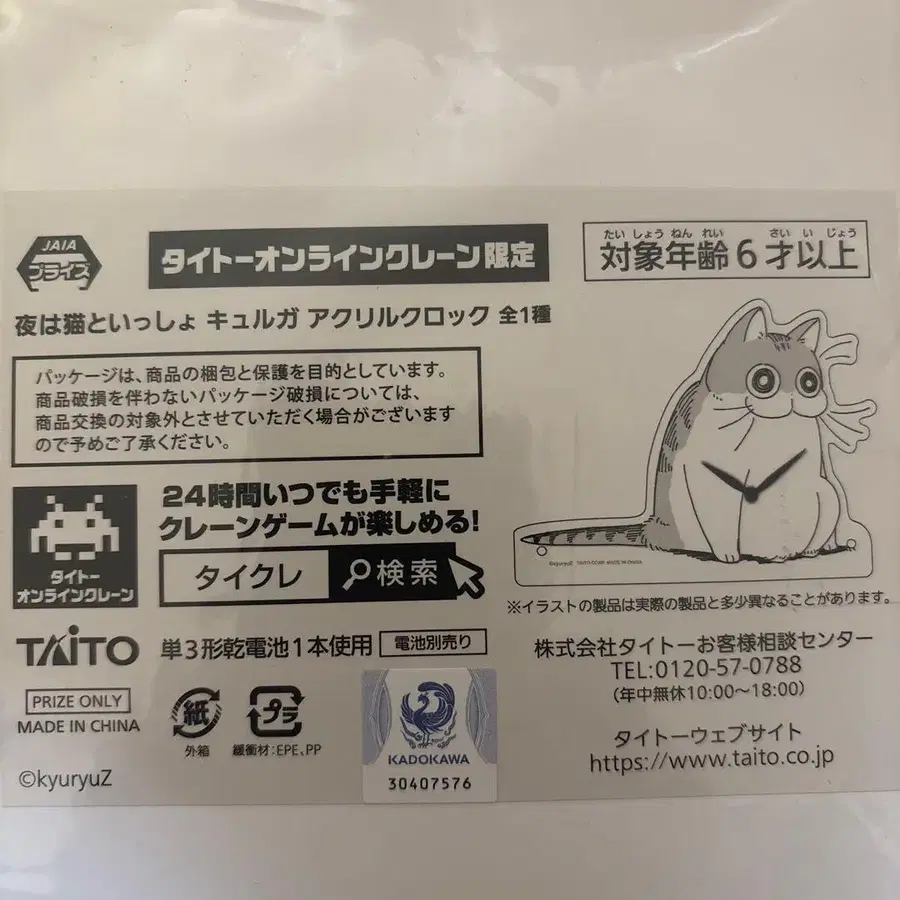 JAIA
プライズ
タイトーオンラインクレーン限定
たいしょうねんれい さいいじょう
対象年齢6才以上
夜は猫といっしょ キュルガ アクリルクロック 全1種
パッケージは、商品の梱包と保護を目的としています。
商品破損を伴わないパッケージ破損については、
商品交換の対象外とさせていただく場合がございます
ので予めご了承ください。
24時間いつでも手軽に
クレーンゲームが楽しめる!
タイクレ 検索
タイトー
オンラインクレーン
©kyuryuZ TAITO CORP. MADE IN CHINA
※イラストの製品は実際の製品と多少異なることがあります。
TAITO
単3形乾電池1本使用 電池別売り
PRIZE ONLY
MADE IN CHINA
©kyuryuZ
紙
外箱
プラ
緩衝材:EPE、PP
KADOKAWA
30407576
株式会社タイトーお客様相談センター
TEL:0120-57-0788
(年中無休10:00〜18:00)
タイトーウェブサイト
https://www.taito.co.jp